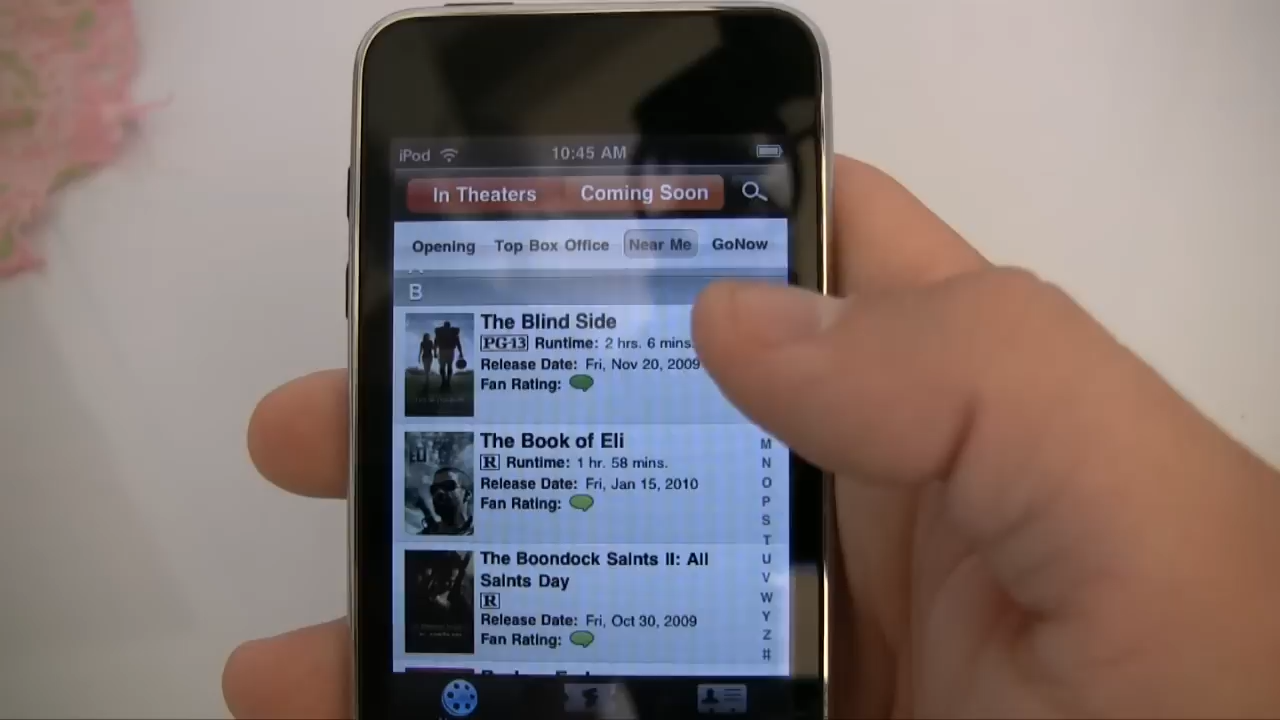 iPod 10:45 AM
In Theaters Coming Soon
Opening Top Box Office Near Me GoNow
B
The Blind Side
PG-13 Runtime: 2 hrs. 6 mins.
Release Date: Fri, Nov 20, 2009
Fan Rating:
The Book of Eli
R Runtime: 1 hr. 58 mins.
Release Date: Fri, Jan 15, 2010
Fan Rating:
The Boondock Saints II: All
Saints Day
R
Release Date: Fri, Oct 30, 2009
Fan Rating:
M
N
O
P
S
T
U
V
W
Y
Z
#